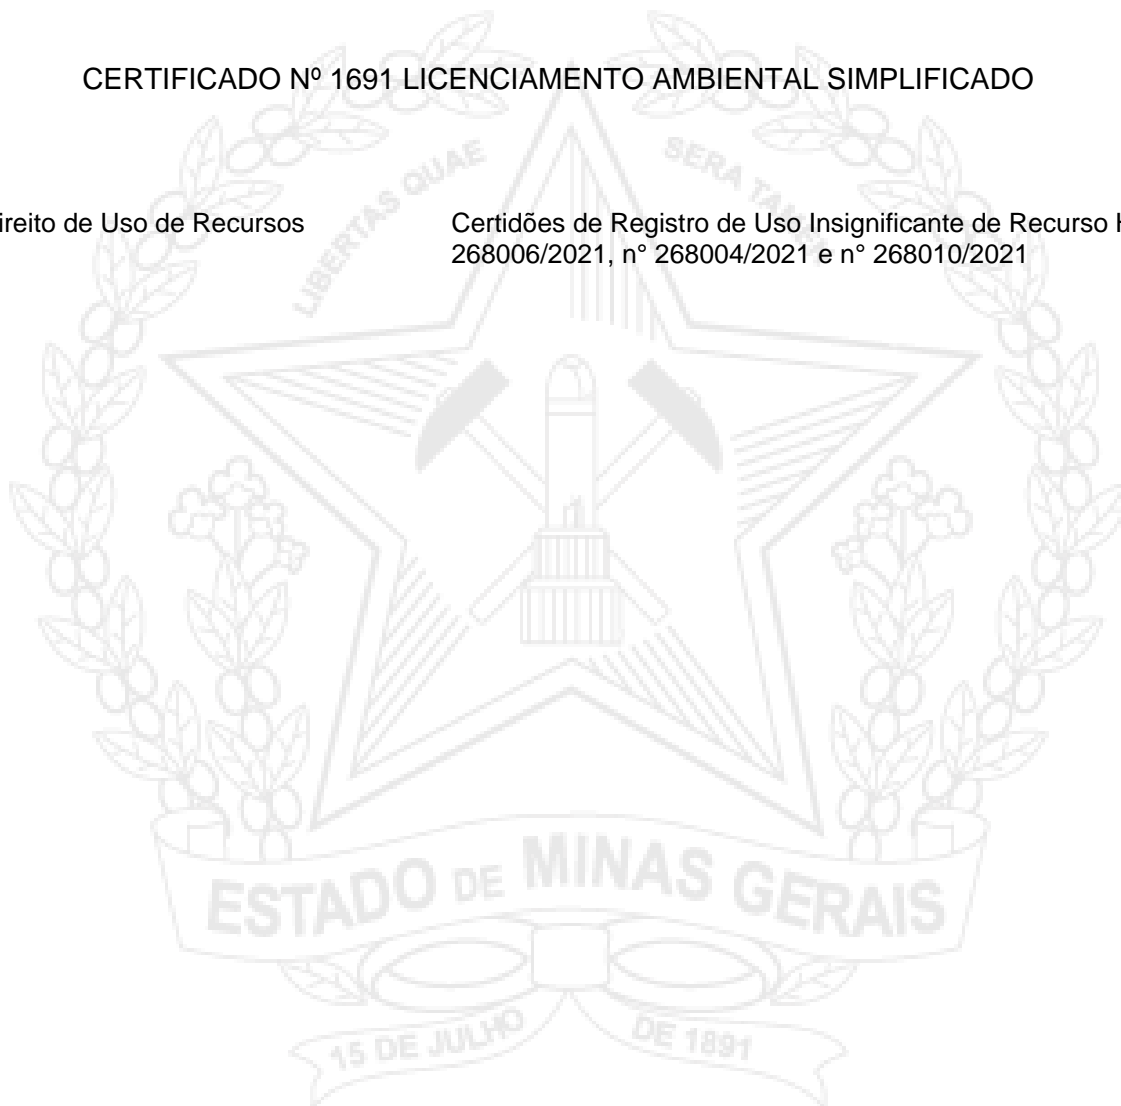 CERTIFICADO Nº 1691 LICENCIAMENTO AMBIENTAL SIMPLIFICADO
LIBERTAS QUAE SERA TAMEN
ireito de Uso de Recursos
Certidões de Registro de Uso Insignificante de Recurso H
268006/2021, n° 268004/2021 e n° 268010/2021
ESTADO DE MINAS GERAIS
15 DE JULHO DE 1891